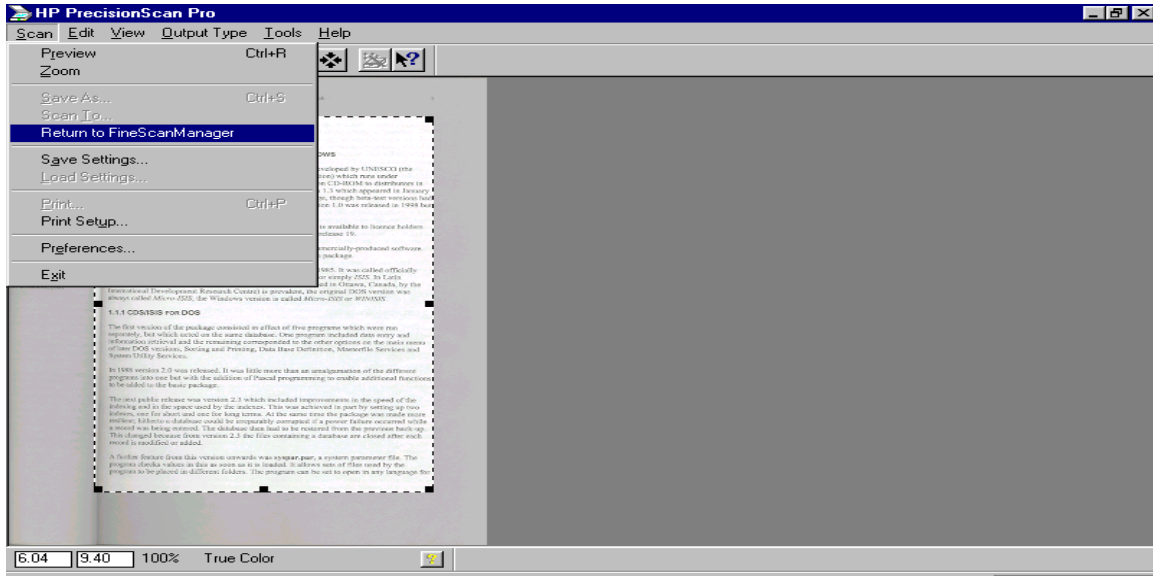 HP PrecisionScan Pro
Scan Edit View Output Type Tools Help
Preview Ctrl+R
Zoom
Save As... Ctrl+S
Scan To...
Return to FineScanManager
Save Settings...
Load Settings...
Print... Ctrl+P
Print Setup...
Preferences...
Exit
ows
veloped by UNESCO (the
ion) which runs under
n CD-ROM to distributors in
1.3 which appeared in January
, though beta-test versions had
on 1.0 was released in 1998 but
is available to licence holders
release 19.
mercially-produced software
package.
985. It was called officially
or simply ISIS. In Latin
ed in Ottawa, Canada, by the
International Development Research Centre) is prevalent, the original DOS version was
always called Micro-ISIS, the Windows version is called Micro-ISIS or WINISIS.
1.1.1 CDS/ISIS FOR DOS
The first version of the package consisted in effect of five programs which were run
separately, but which acted on the same database. One program included data entry and
information retrieval and the remaining corresponded to the other options on the main menu
of later DOS versions, Sorting and Printing, Data Base Definition, Masterfile Services and
System Utility Services.
In 1988 version 2.0 was released. It was little more than an amalgamation of the different
programs into one but with the addition of Pascal programming to enable additional functions
to be added to the basic package.
The next public release was version 2.3 which included improvements in the speed of the
indexing and in the space used by the indexes. This was achieved in part by setting up two
indexes, one for short and one for long terms. At the same time the package was made more
resilient; hitherto a database could be irreparably corrupted if a power failure occurred while
a record was being entered. The database then had to be restored from the previous back-up.
This changed because from version 2.3 the files containing a database are closed after each
record is modified or added.
A further feature from this version onwards was syspar.par, a system parameter file. The
program checks values in this as soon as it is loaded. It allows sets of files used by the
program to be placed in different folders. The program can be set to open in any language for
6.04 9.40 100% True Color